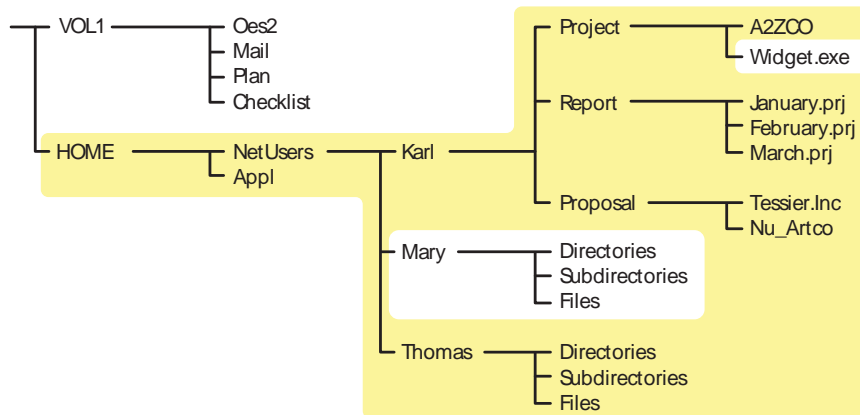 VOL1 Oes2 Project A2ZCO
Mail Widget.exe
Plan
Checklist Report January.prj
February.prj
HOME NetUsers Karl March.prj
Appl
Proposal Tessier.Inc
Nu_Artco
Mary Directories
Subdirectories
Files
Thomas Directories
Subdirectories
Files